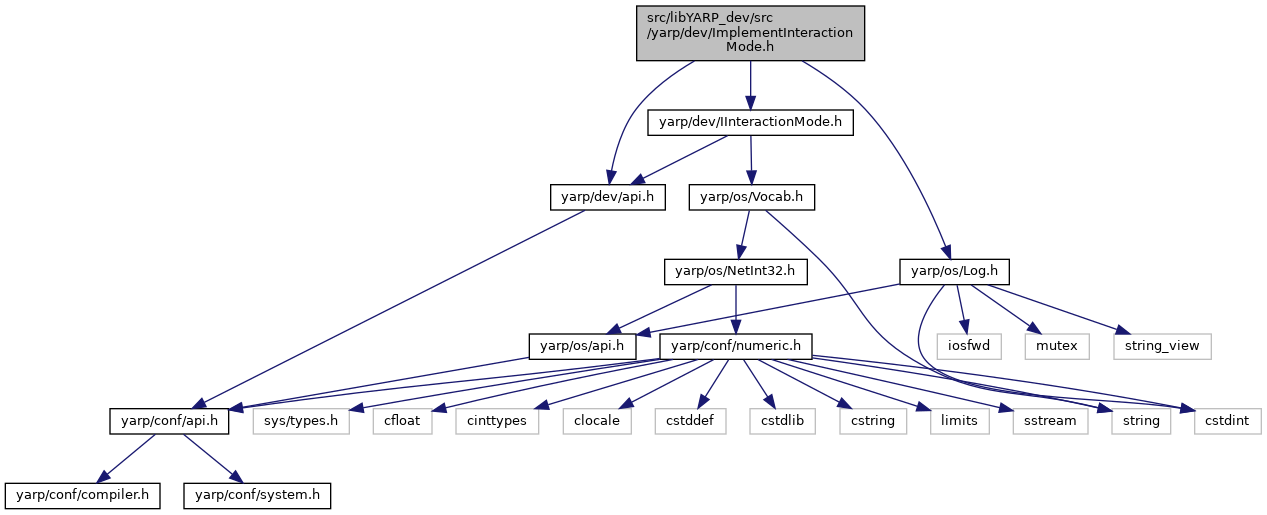 src/libYARP_dev/src
/yarp/dev/ImplementInteraction
Mode.h
yarp/dev/IInteractionMode.h
yarp/dev/api.h
yarp/os/Vocab.h
yarp/os/NetInt32.h
yarp/os/Log.h
yarp/os/api.h
yarp/conf/numeric.h
iosfwd
mutex
string_view
yarp/conf/api.h
sys/types.h
cfloat
cinttypes
clocale
cstddef
cstdlib
cstring
limits
sstream
string
cstdint
yarp/conf/compiler.h
yarp/conf/system.h